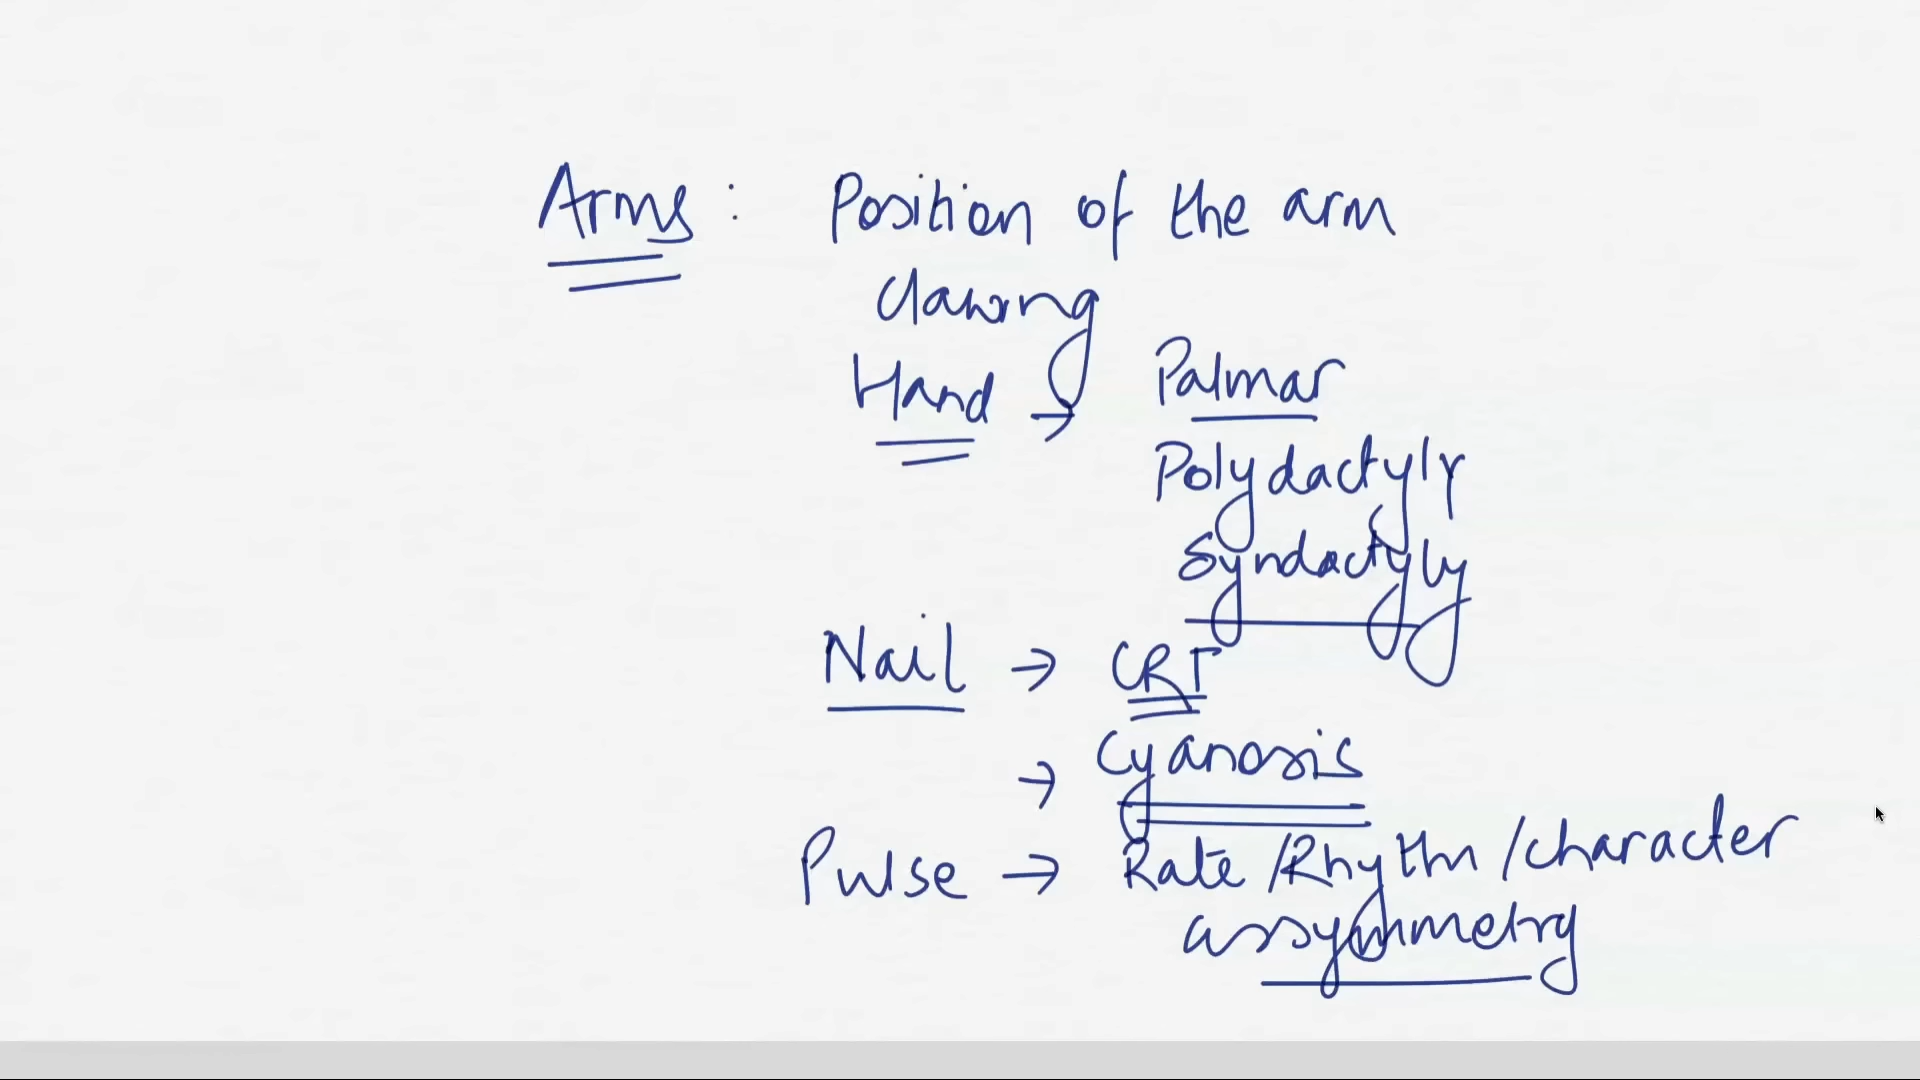 Arms : Position of the arm
Clawing
Hand → Palmar
Polydactyly
Syndactyly
Nail → CRT
→ Cyanosis
Pulse → Rate /Rhythm /character
assymmetry